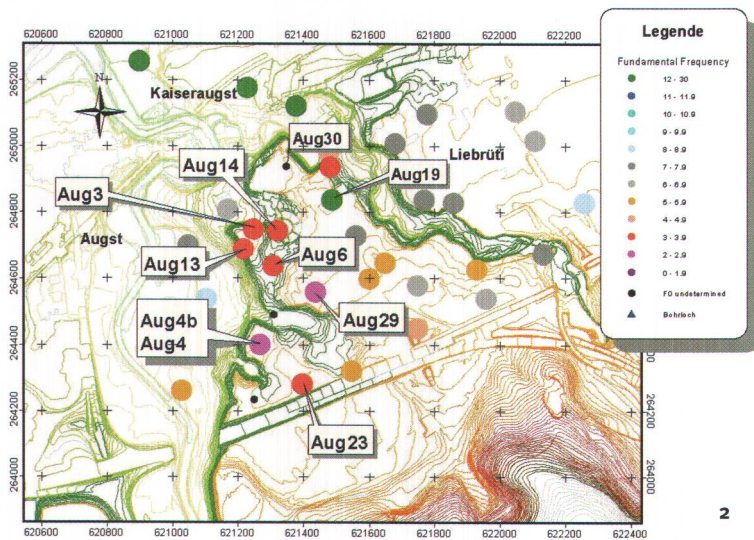 620600 620800 621000 621200 621400 621600 621800 622000 622200
265200
265000
264800
264600
264400
264200
264000
N
Kaiseraugst
Liebrüti
Augst
Aug30
Aug14
Aug19
Aug3
Aug13
Aug6
Aug4b
Aug4
Aug29
Aug23
264400
264200
264000
620600 620800 621000 621200 621400 621600 621800 622000 622200 622400
Legende
Fundamental Frequency
12 - 30
11 - 11.9
10 - 10.9
9 - 9.9
8 - 8.9
7 - 7.9
6 - 6.9
5 - 5.9
4 - 4.9
3 - 3.9
2 - 2.9
0 - 1.9
F0 undetermined
Bohrloch
2